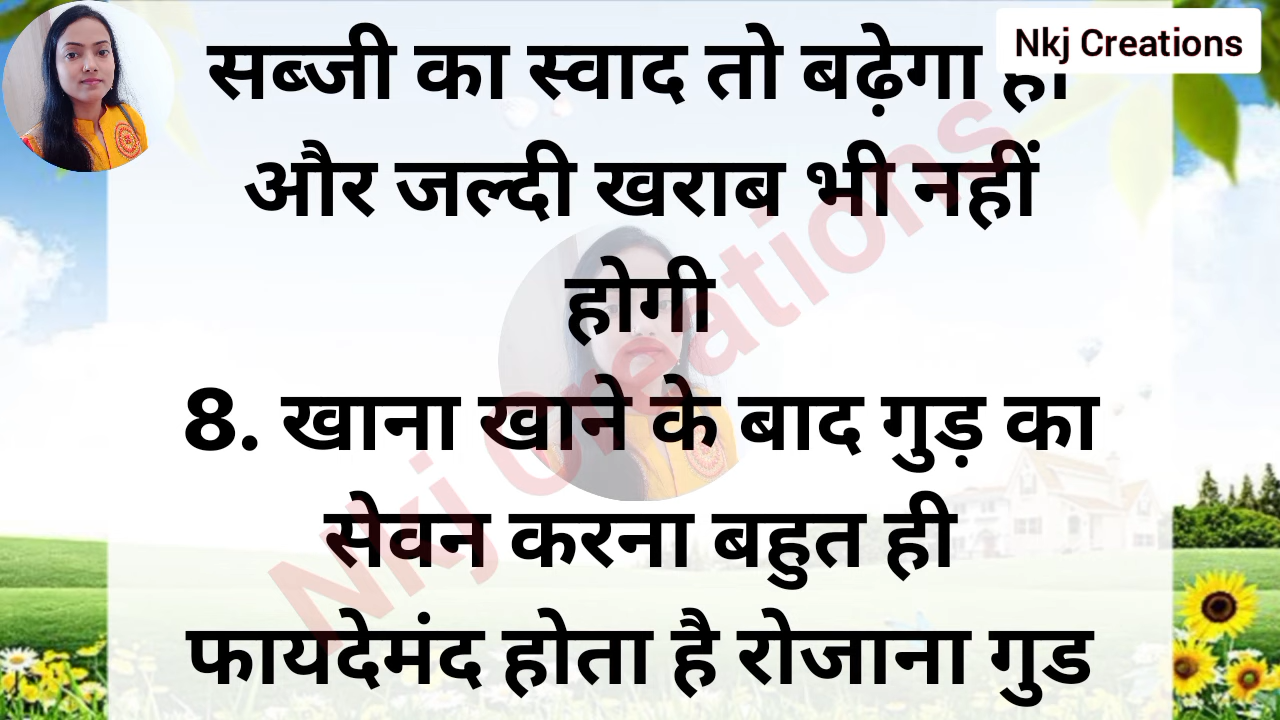 Nkj Creations
सब्जी का स्वाद तो बढ़ेगा
और जल्दी खराब भी नहीं
होगी
8. खाना खाने के बाद गुड़ का
सेवन करना बहुत ही
फायदेमंद होता है रोजाना गुड
Nkj Creations